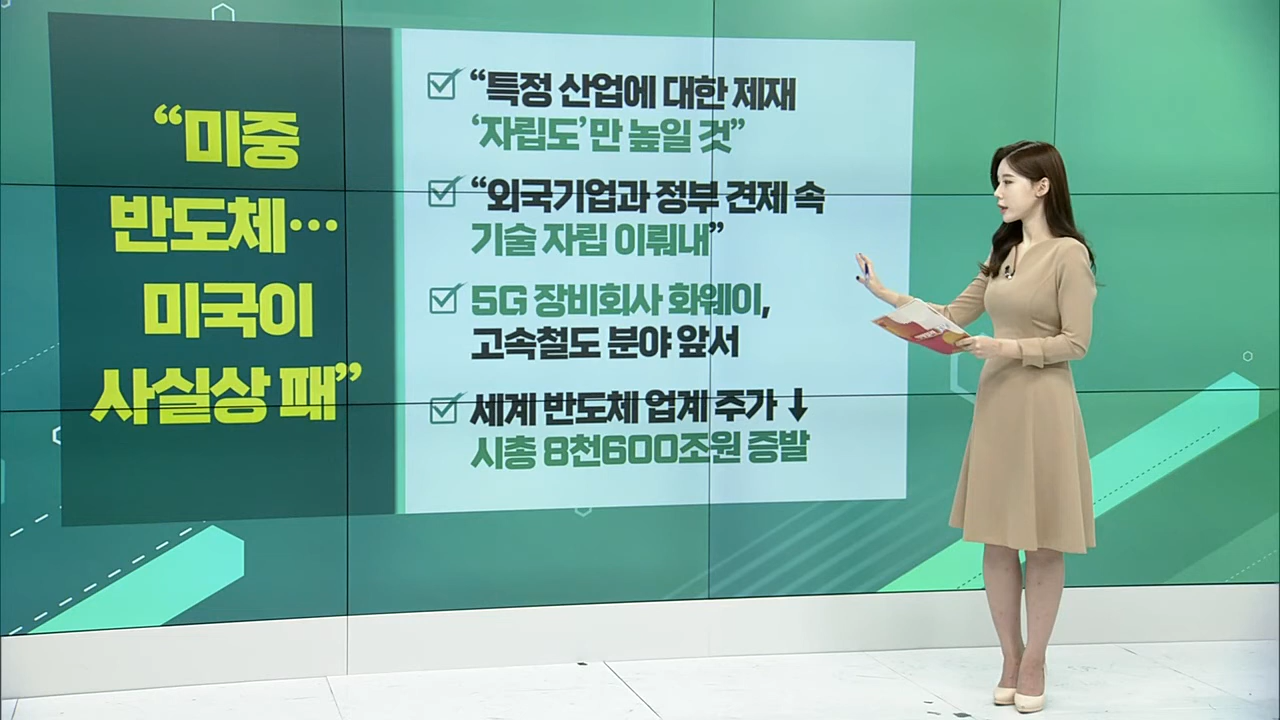 “미중
반도체…
미국이
사실상 패”
“특정 산업에 대한 제재
‘자립도’만 높일 것”
“외국기업과 정부 견제 속
기술 자립 이뤄내”
5G 장비회사 화웨이,
고속철도 분야 앞서
세계 반도체 업계 주가 ↓
시총 8천600조원 증발